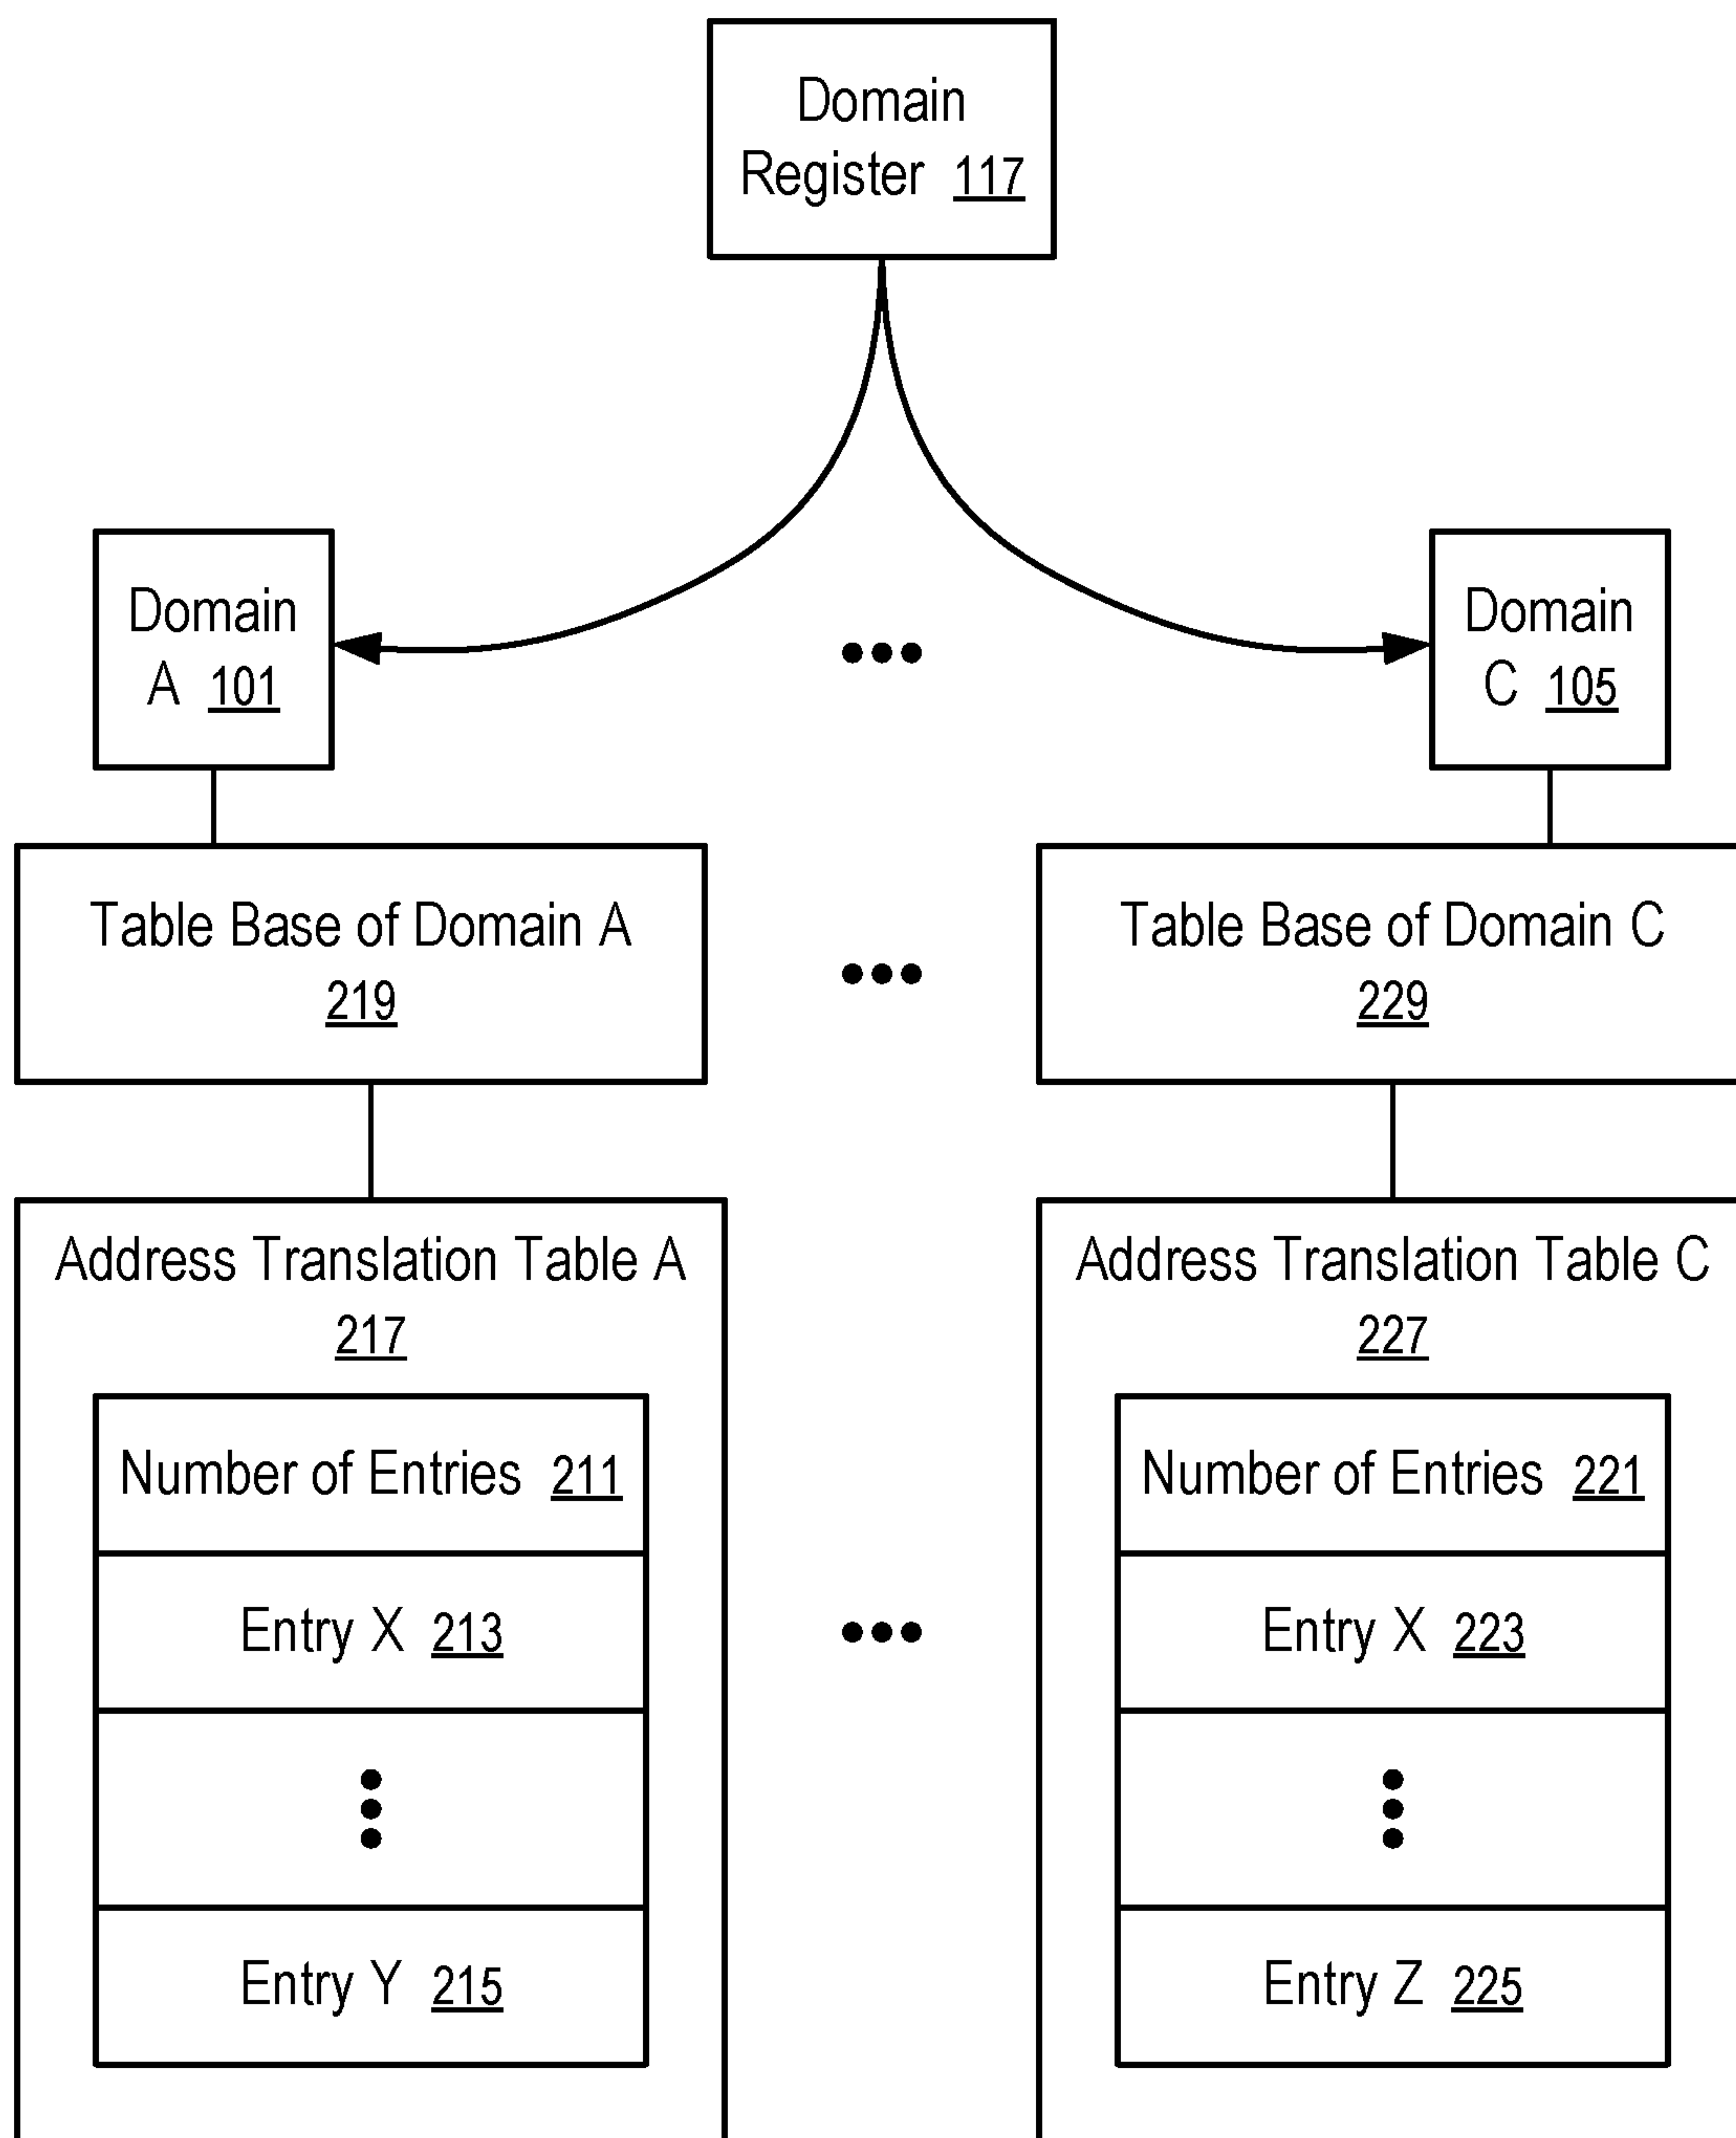 Domain
Register 117
Domain
A 101
Domain
C 105
Table Base of Domain A
219
Table Base of Domain C
229
Address Translation Table A
217
Number of Entries 211
Entry X 213
Entry Y 215
Address Translation Table C
227
Number of Entries 221
Entry X 223
Entry Z 225